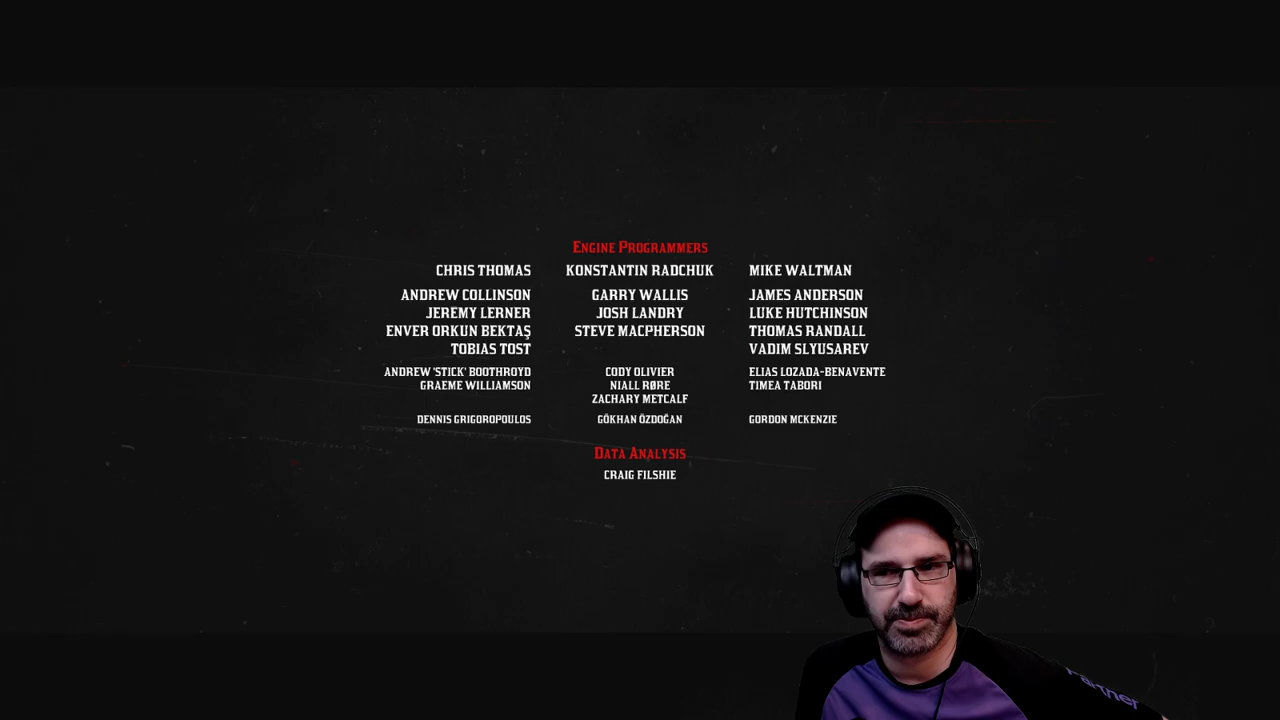 Engine Programmers
CHRIS THOMAS KONSTANTIN RADCHUK MIKE WALTMAN
ANDREW COLLINSON GARRY WALLIS JAMES ANDERSON
JEREMY LERNER JOSH LANDRY LUKE HUTCHINSON
ENVER ORKUN BEKTAŞ STEVE MACPHERSON THOMAS RANDALL
TOBIAS TOST VADIM SLYUSAREV
ANDREW 'STICK' BOOTHROYD CODY OLIVIER ELIAS LOZADA-BENAVENTE
GRAEME WILLIAMSON NIALL RØRE TIMEA TABORI
ZACHARY METCALF
DENNIS GRIGOROPOULOS GÖKHAN ÖZDOĞAN GORDON MCKENZIE
Data Analysis
CRAIG FILSHIE
Partner